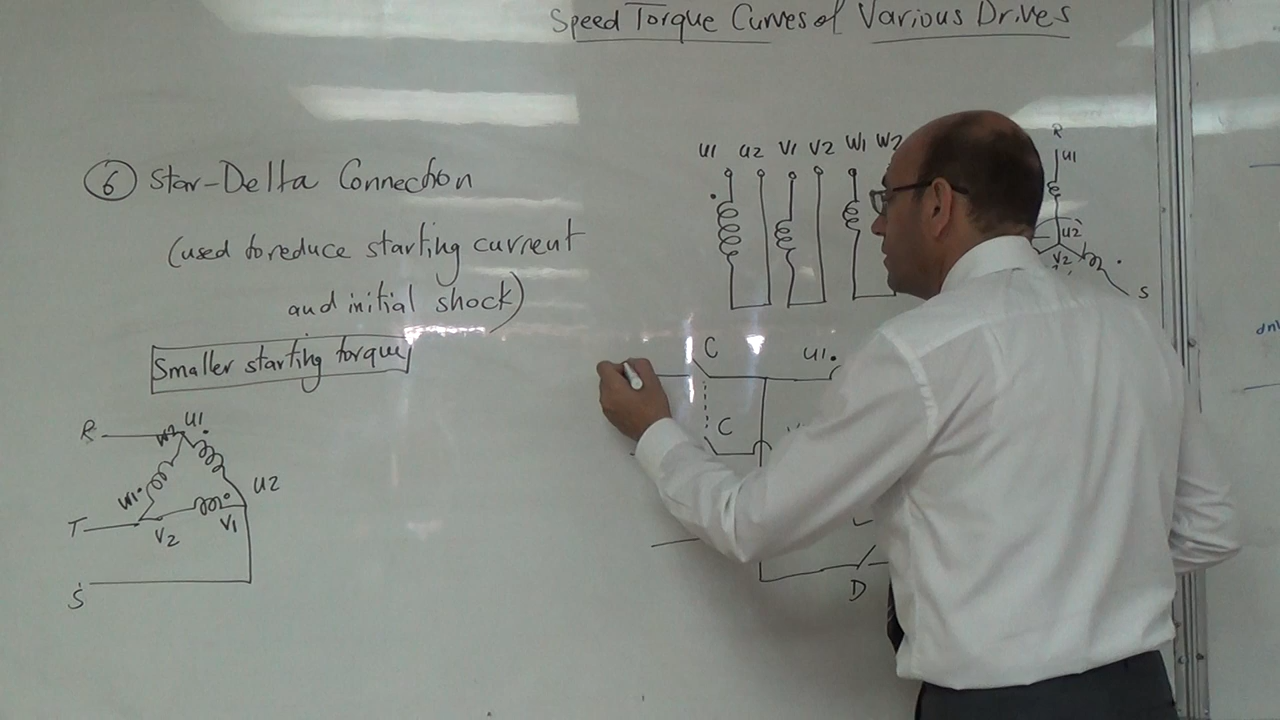 Speed Torque Curves of Various Drives
⑥ Star-Delta Connection
(used to reduce starting current
and initial shock)
Smaller starting torque
R W2 U1
W1 U2
T V2 V1
S
U1 U2 V1 V2 W1 W2
R
U1
U2
V2
S
C U1
C
D